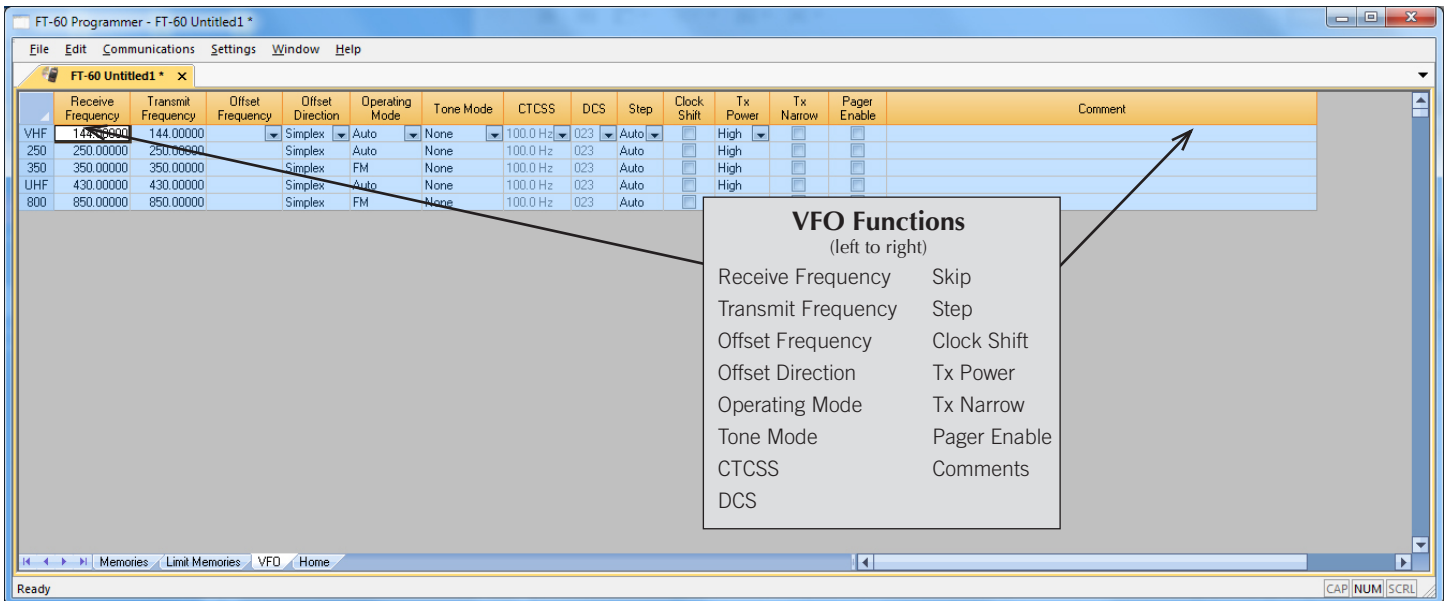 FT-60 Programmer - FT-60 Untitled1 *
File Edit Communications Settings Window Help
FT-60 Untitled1 * X
Receive Frequency Transmit Frequency Offset Frequency Offset Direction Operating Mode Tone Mode CTCSS DCS Step Clock Shift Tx Power Tx Narrow Pager Enable Comment
VHF 144.00000 144.00000 Simplex Auto None 100.0 Hz 023 Auto High
250 250.00000 250.00000 Simplex Auto None 100.0 Hz 023 Auto High
350 350.00000 350.00000 Simplex FM None 100.0 Hz 023 Auto High
UHF 430.00000 430.00000 Simplex Auto None 100.0 Hz 023 Auto High
800 850.00000 850.00000 Simplex FM None 100.0 Hz 023 Auto
VFO Functions
(left to right)
Receive Frequency Skip
Transmit Frequency Step
Offset Frequency Clock Shift
Offset Direction Tx Power
Operating Mode Tx Narrow
Tone Mode Pager Enable
CTCSS Comments
DCS
Memories Limit Memories VFO Home
Ready CAP NUM SCRL